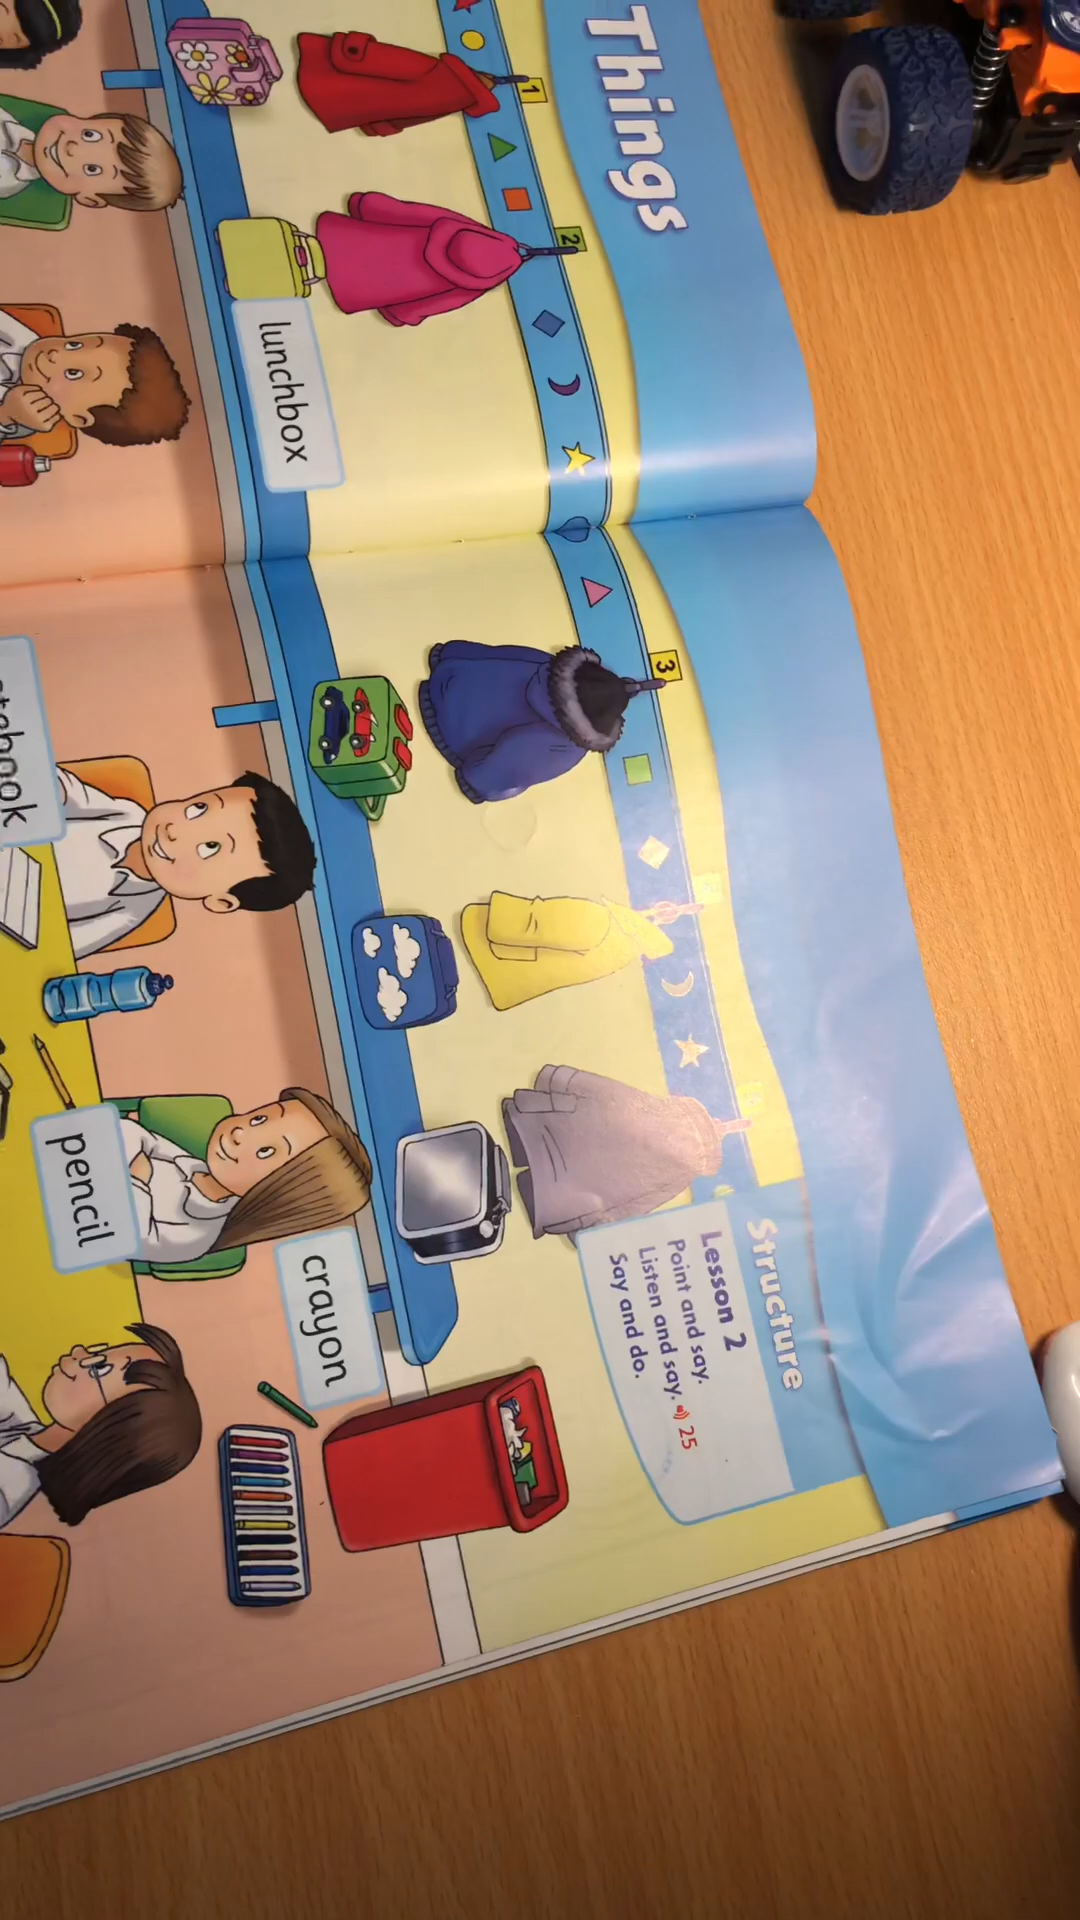 Things
1
2
3
lunchbox
pencil
crayon
Structure
Lesson 2
Point and say.
Listen and say. 25
Say and do.